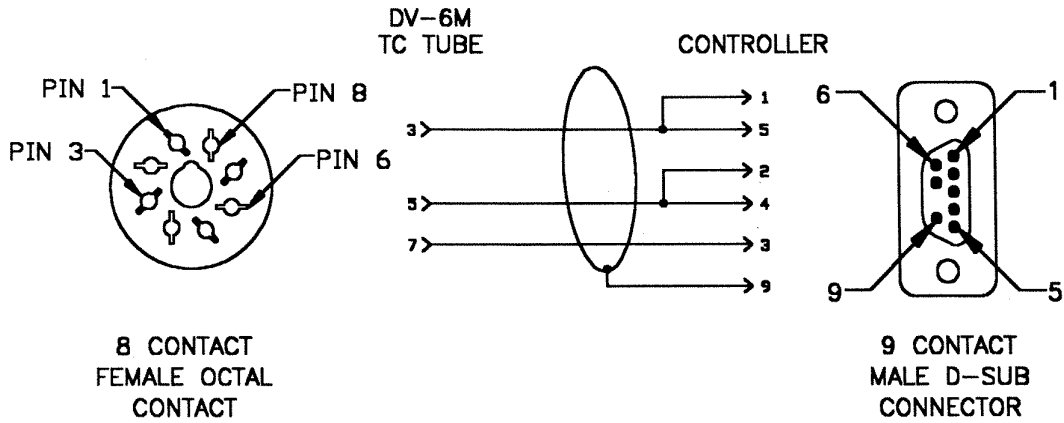 DV-6M
TC TUBE
CONTROLLER
PIN 1
PIN 8
PIN 3
PIN 6
3
5
7
1
5
2
4
3
9
6
1
9
5
8 CONTACT
FEMALE OCTAL
CONTACT
9 CONTACT
MALE D-SUB
CONNECTOR